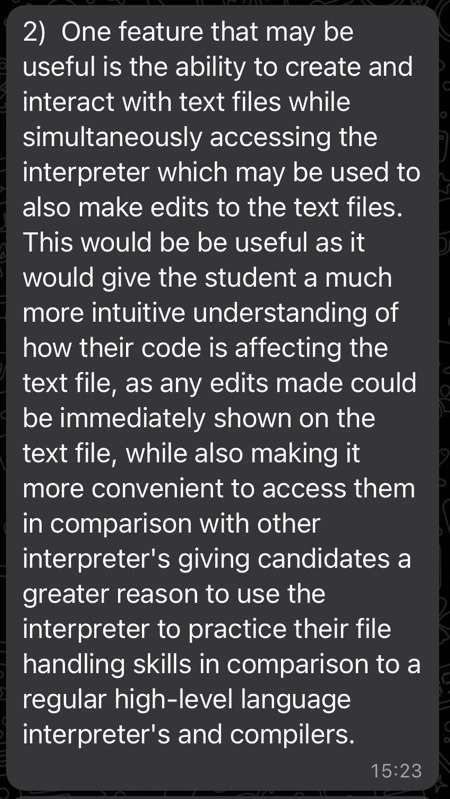 2)  One feature that may be
useful is the ability to create and
interact with text files while
simultaneously accessing the
interpreter which may be used to
also make edits to the text files.
This would be be useful as it
would give the student a much
more intuitive understanding of
how their code is affecting the
text file, as any edits made could
be immediately shown on the
text file, while also making it
more convenient to access them
in comparison with other
interpreter's giving candidates a
greater reason to use the
interpreter to practice their file
handling skills in comparison to a
regular high-level language
interpreter's and compilers.
15:23